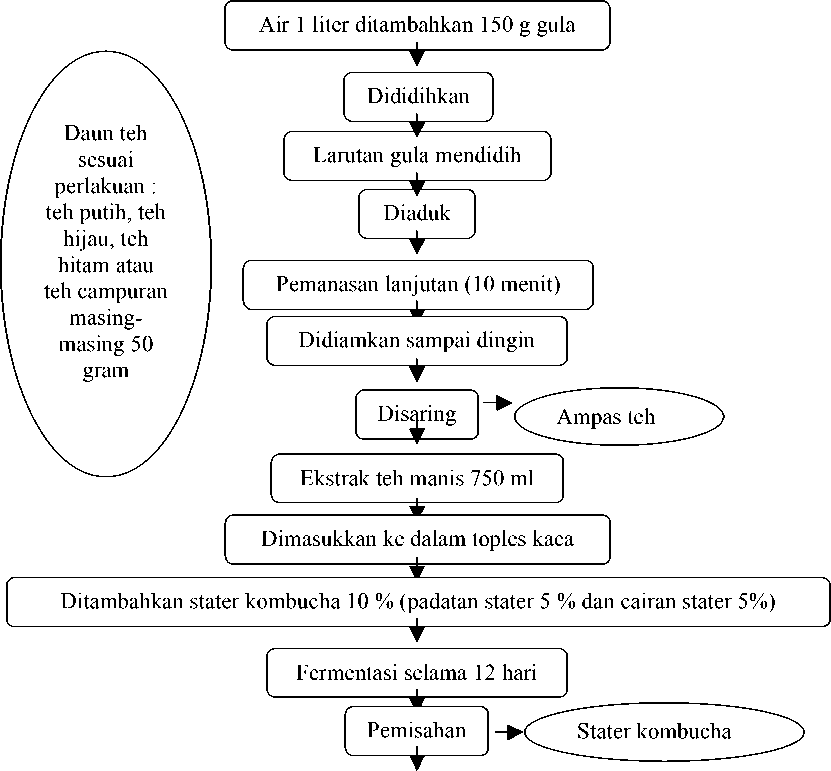 Air 1 liter ditambahkan 150 g gula
Dididihkan
Daun teh
sesuai
perlakuan :
teh putih, teh
hijau, teh
hitam atau
teh campuran
masing-
masing 50
gram
Larutan gula mendidih
Diaduk
Pemanasan lanjutan (10 menit)
Didiamkan sampai dingin
Disaring
Ampas teh
Ekstrak teh manis 750 ml
Dimasukkan ke dalam toples kaca
Ditambahkan stater kombucha 10 % (padatan stater 5 % dan cairan stater 5%)
Fermentasi selama 12 hari
Pemisahan
Stater kombucha